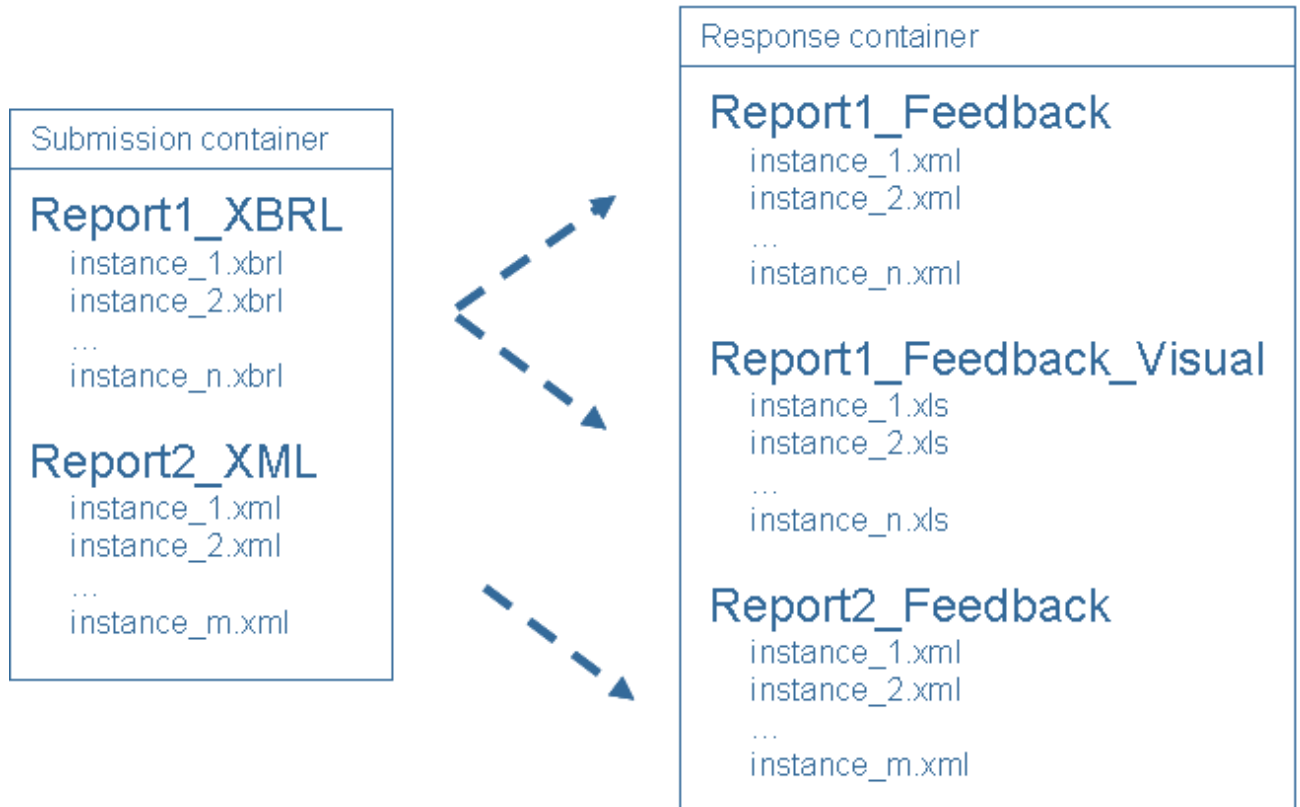 Submission container
Report1_XBRL
instance_1.xbrl
instance_2.xbrl
...
instance_n.xbrl
Report2_XML
instance_1.xml
instance_2.xml
...
instance_m.xml
Response container
Report1_Feedback
instance_1.xml
instance_2.xml
...
instance_n.xml
Report1_Feedback_Visual
instance_1.xls
instance_2.xls
...
instance_n.xls
Report2_Feedback
instance_1.xml
instance_2.xml
...
instance_m.xml